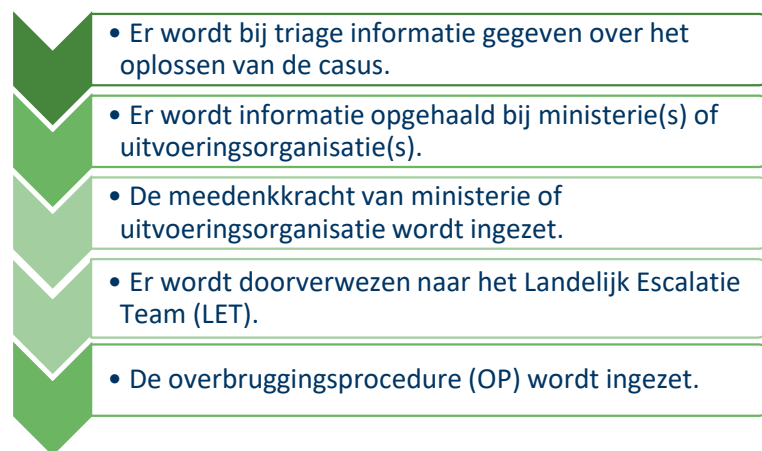 • Er wordt bij triage informatie gegeven over het
oplossen van de casus.
• Er wordt informatie opgehaald bij ministerie(s) of
uitvoeringsorganisatie(s).
• De meedenkkracht van ministerie of
uitvoeringsorganisatie wordt ingezet.
• Er wordt doorverwezen naar het Landelijk Escalatie
Team (LET).
• De overbruggingsprocedure (OP) wordt ingezet.